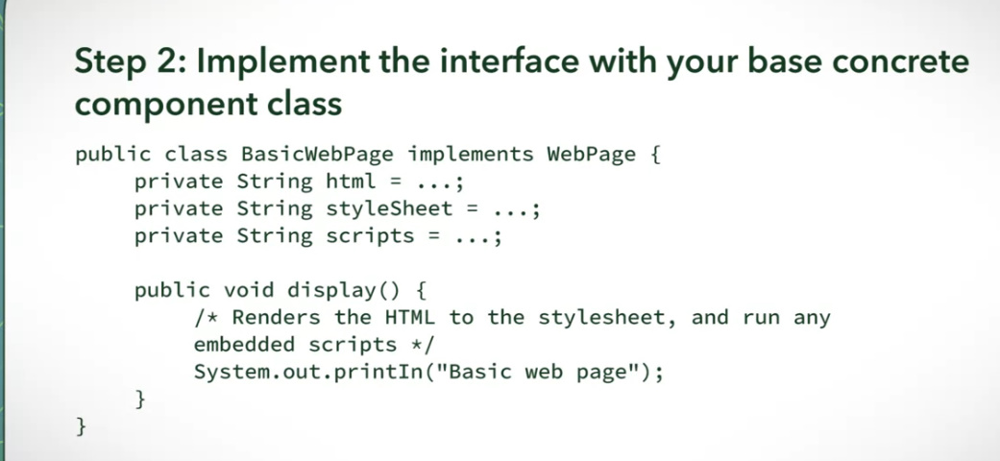 Step 2: Implement the interface with your base concrete
component class
public class BasicWebPage implements WebPage {
private String html = ...;
private String styleSheet = ...;
private String scripts = ...;
public void display() {
/* Renders the HTML to the stylesheet, and run any
embedded scripts */
System.out.printIn("Basic web page");
}
}